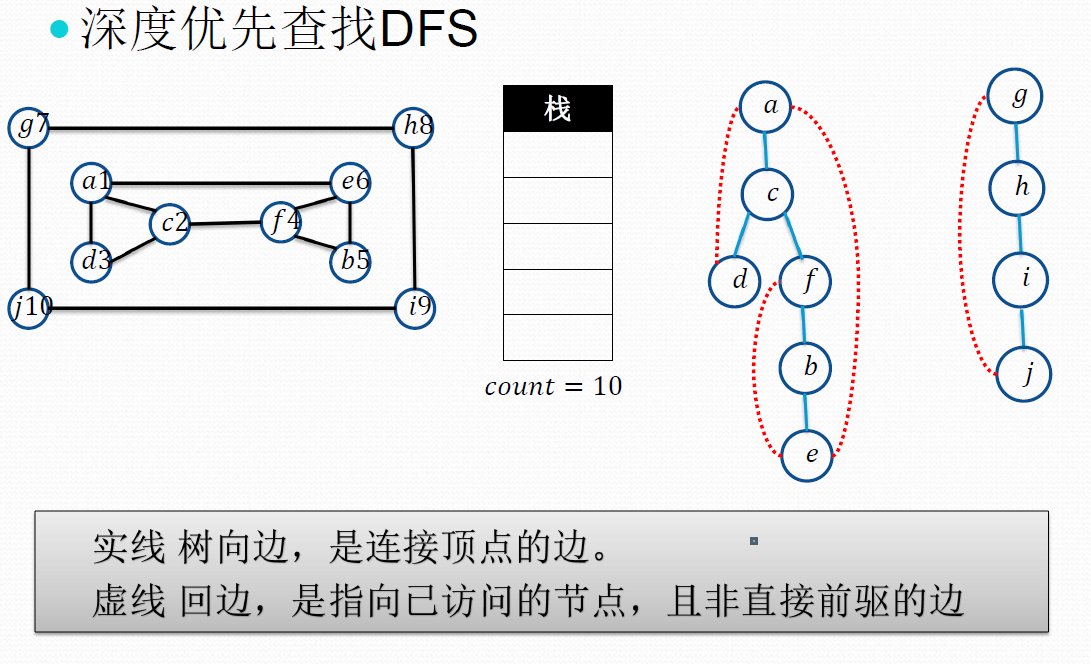 深度优先查找DFS
g7
h8
a1
e6
c2
f4
d3
b5
j10
i9
栈
count = 10
a
c
d
f
b
e
g
h
i
j
实线 树向边，是连接顶点的边。
虚线 回边，是指向已访问的节点，且非直接前驱的边